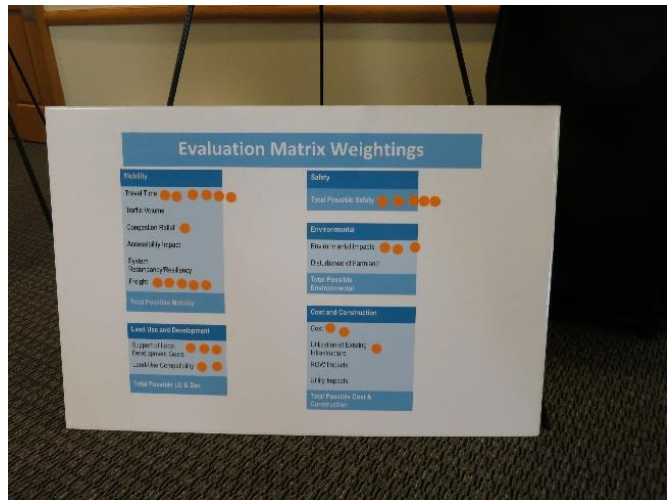 Evaluation Matrix Weightings
Mobility
Travel Time
Traffic Volume
Congestion Relief
Accessibility Impact
System
Redundancy/Resiliency
Freight
Total Possible Mobility
Land Use and Development
Support of Local
Development Goals
Land-Use Compatibility
Total Possible LU & Dev
Safety
Total Possible Safety
Environmental
Environmental Impacts
Disturbance of Farmland
Total Possible
Environmental
Cost and Construction
Cost
Utilization of Existing
Infrastructure
ROW Impacts
Utility Impacts
Total Possible Cost &
Construction